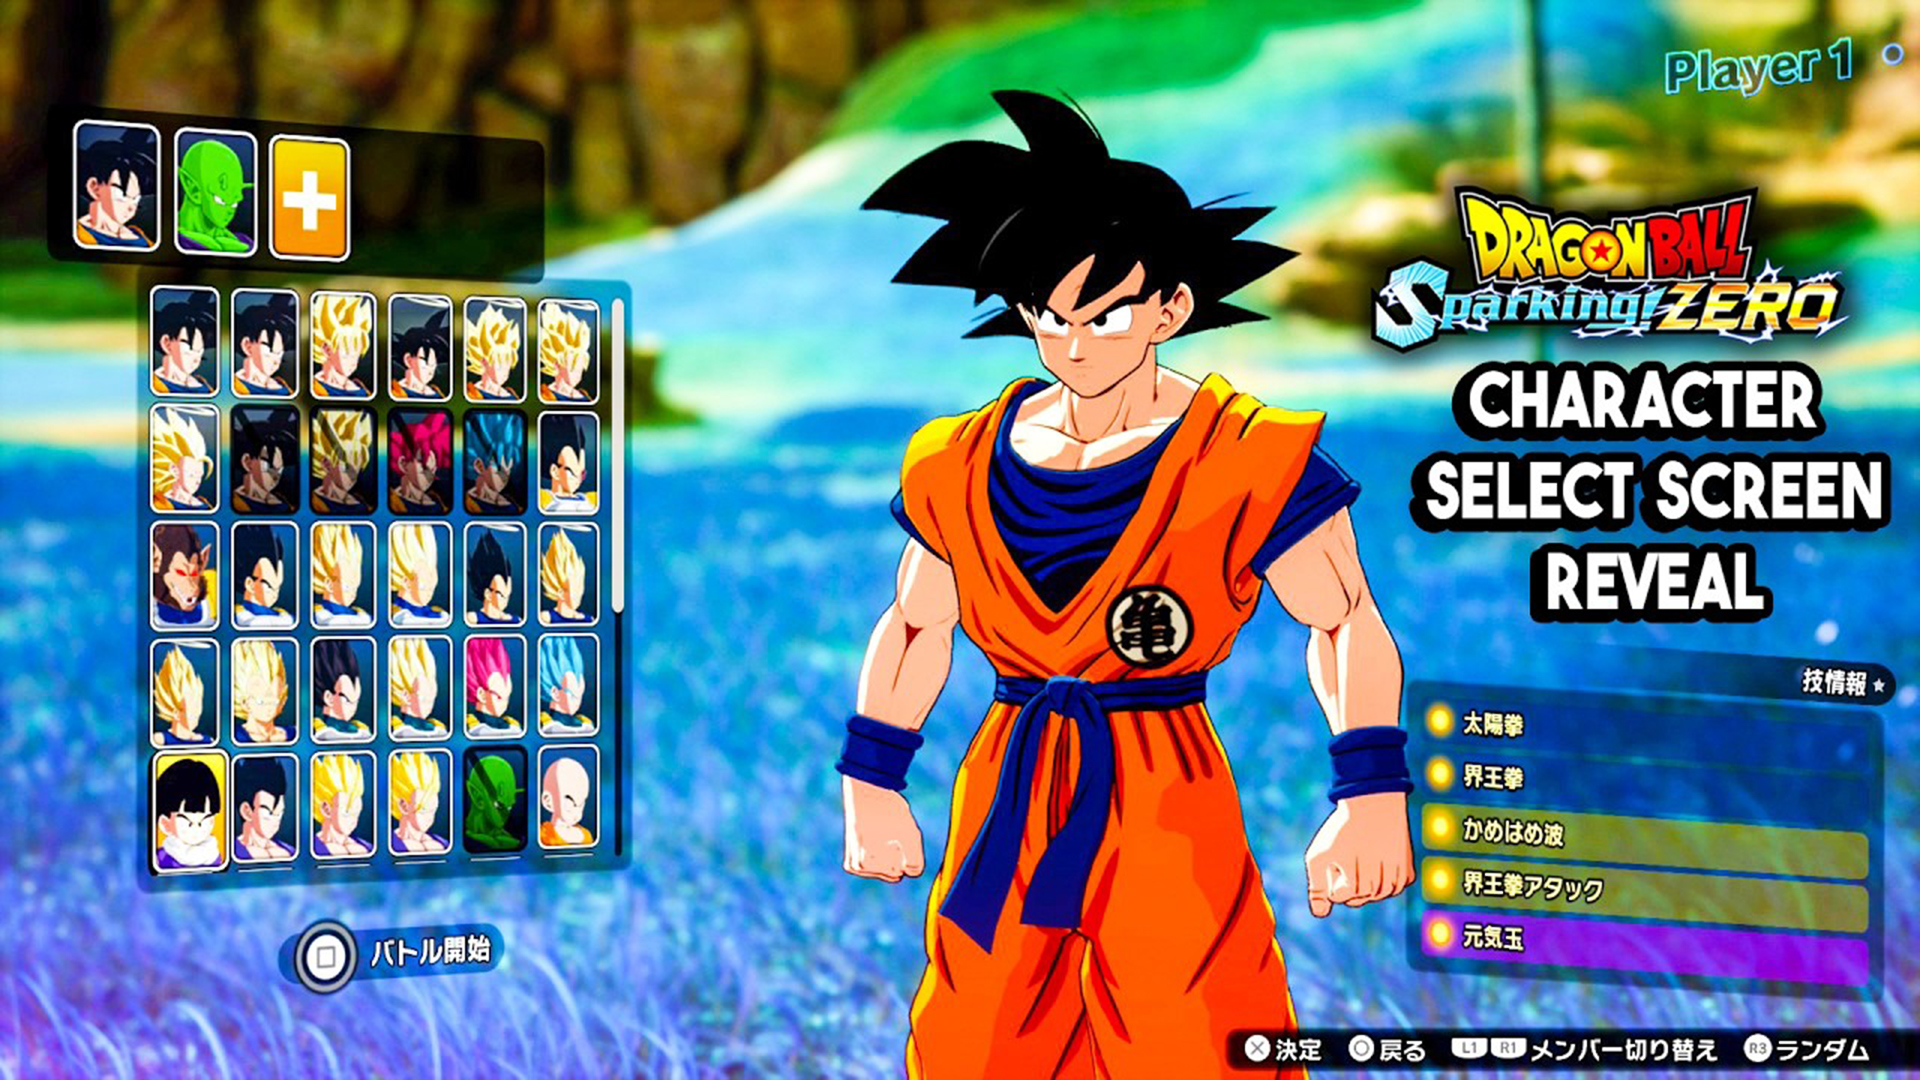 Player 1
DRAGON BALL
Sparking! ZERO
CHARACTER
SELECT SCREEN
REVEAL
亀
技情報
太陽拳
界王拳
かめはめ波
界王拳アタック
元気玉
バトル開始
決定 戻る L1 R1 メンバー切り替え R3 ランダム